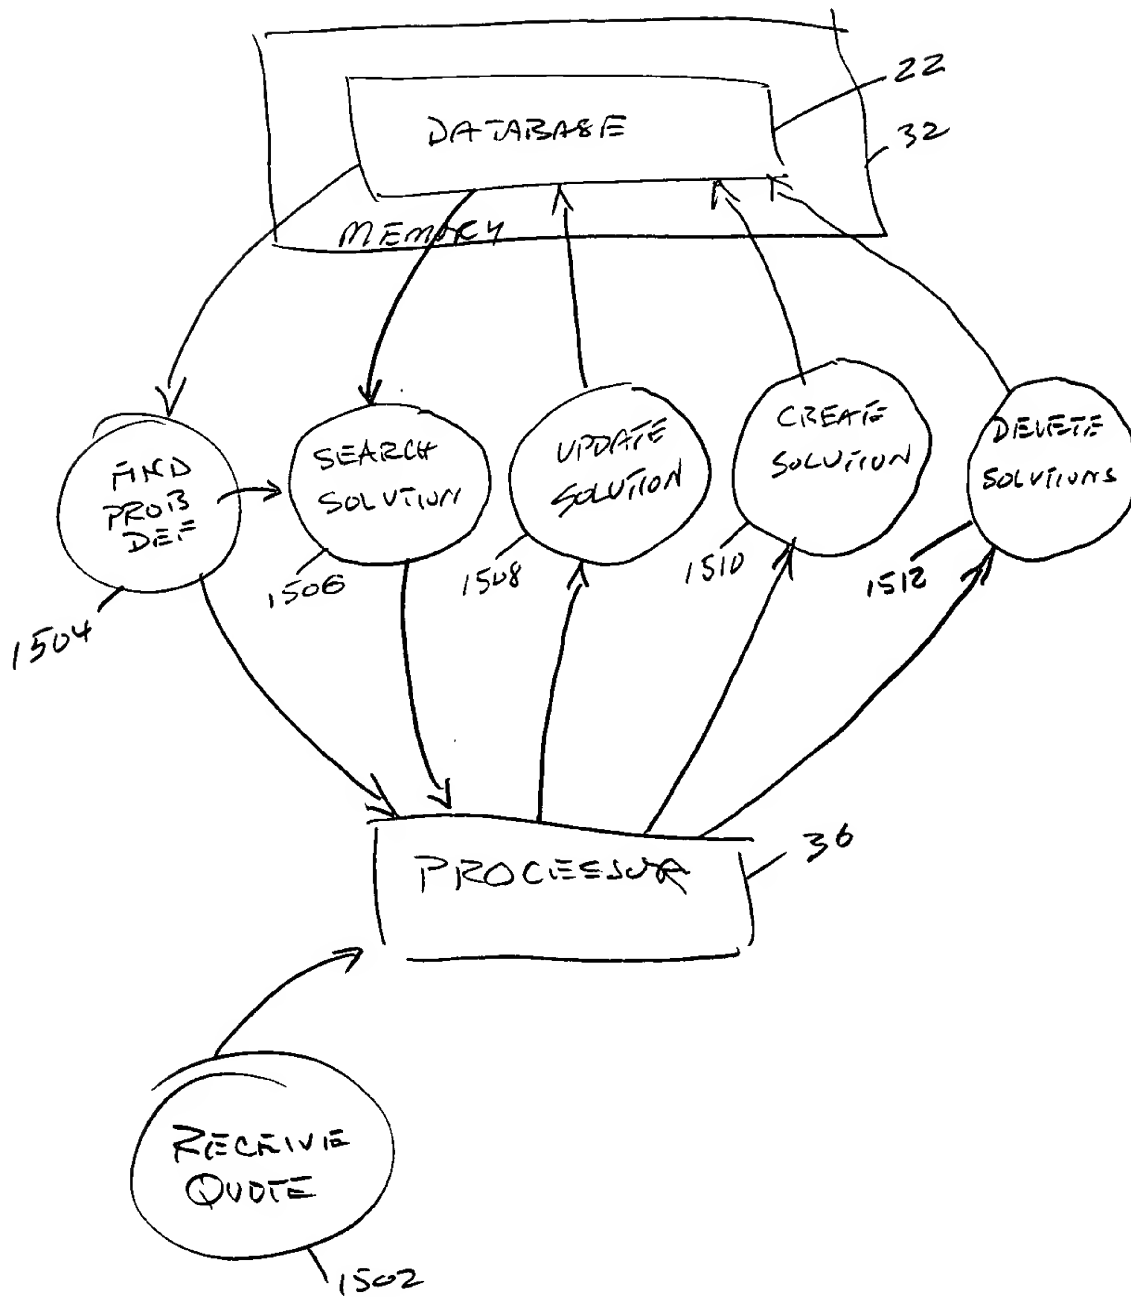 22
DATABASE
32
MEMORY
FIND
PROB
DEF
SEARCH
SOLUTION
UPDATE
SOLUTION
CREATE
SOLUTION
DELETE
SOLUTIONS
1504
1506
1508
1510
1512
PROCESSOR
36
RECEIVE
QUOTE
1502